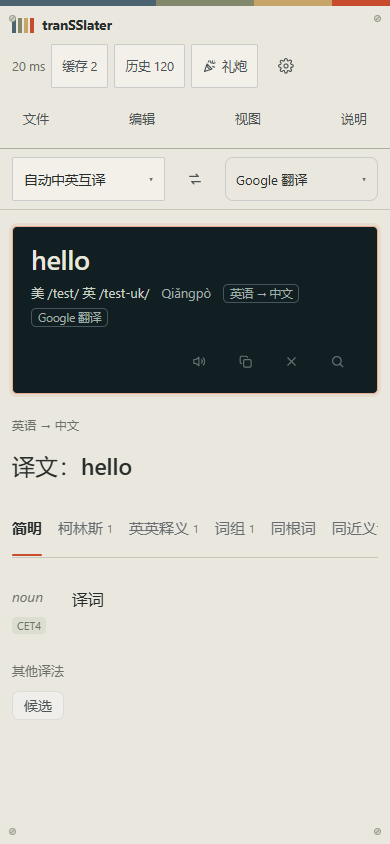 tranSSlater
20 ms 缓存 2 历史 120 礼炮
文件 编辑 视图 说明
自动中英互译 Google 翻译
hello
美 /test/ 英 /test-uk/ Qiǎngpò 英语 → 中文
Google 翻译
英语 → 中文
译文：hello
简明 柯林斯 1 英英释义 1 词组 1 同根词 同近义
noun 译词
CET4
其他译法
候选